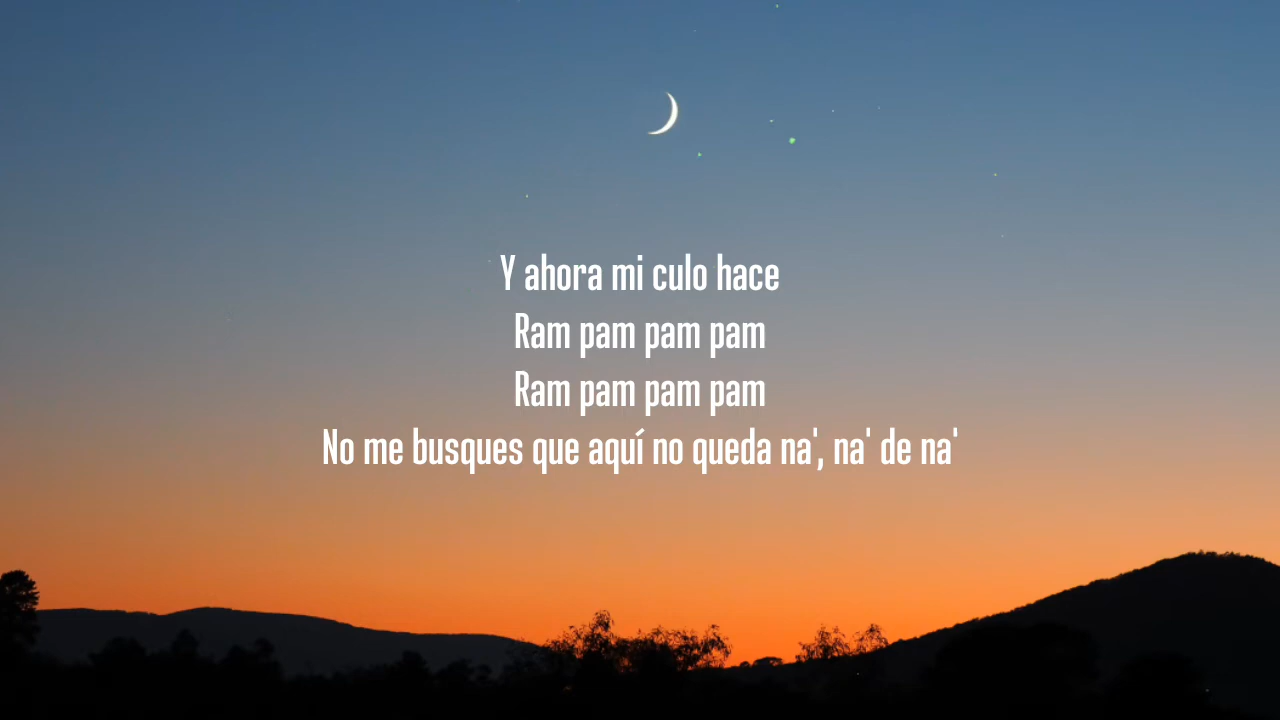 Y ahora mi culo hace
Ram pam pam pam
Ram pam pam pam
No me busques que aquí no queda na', na' de na'